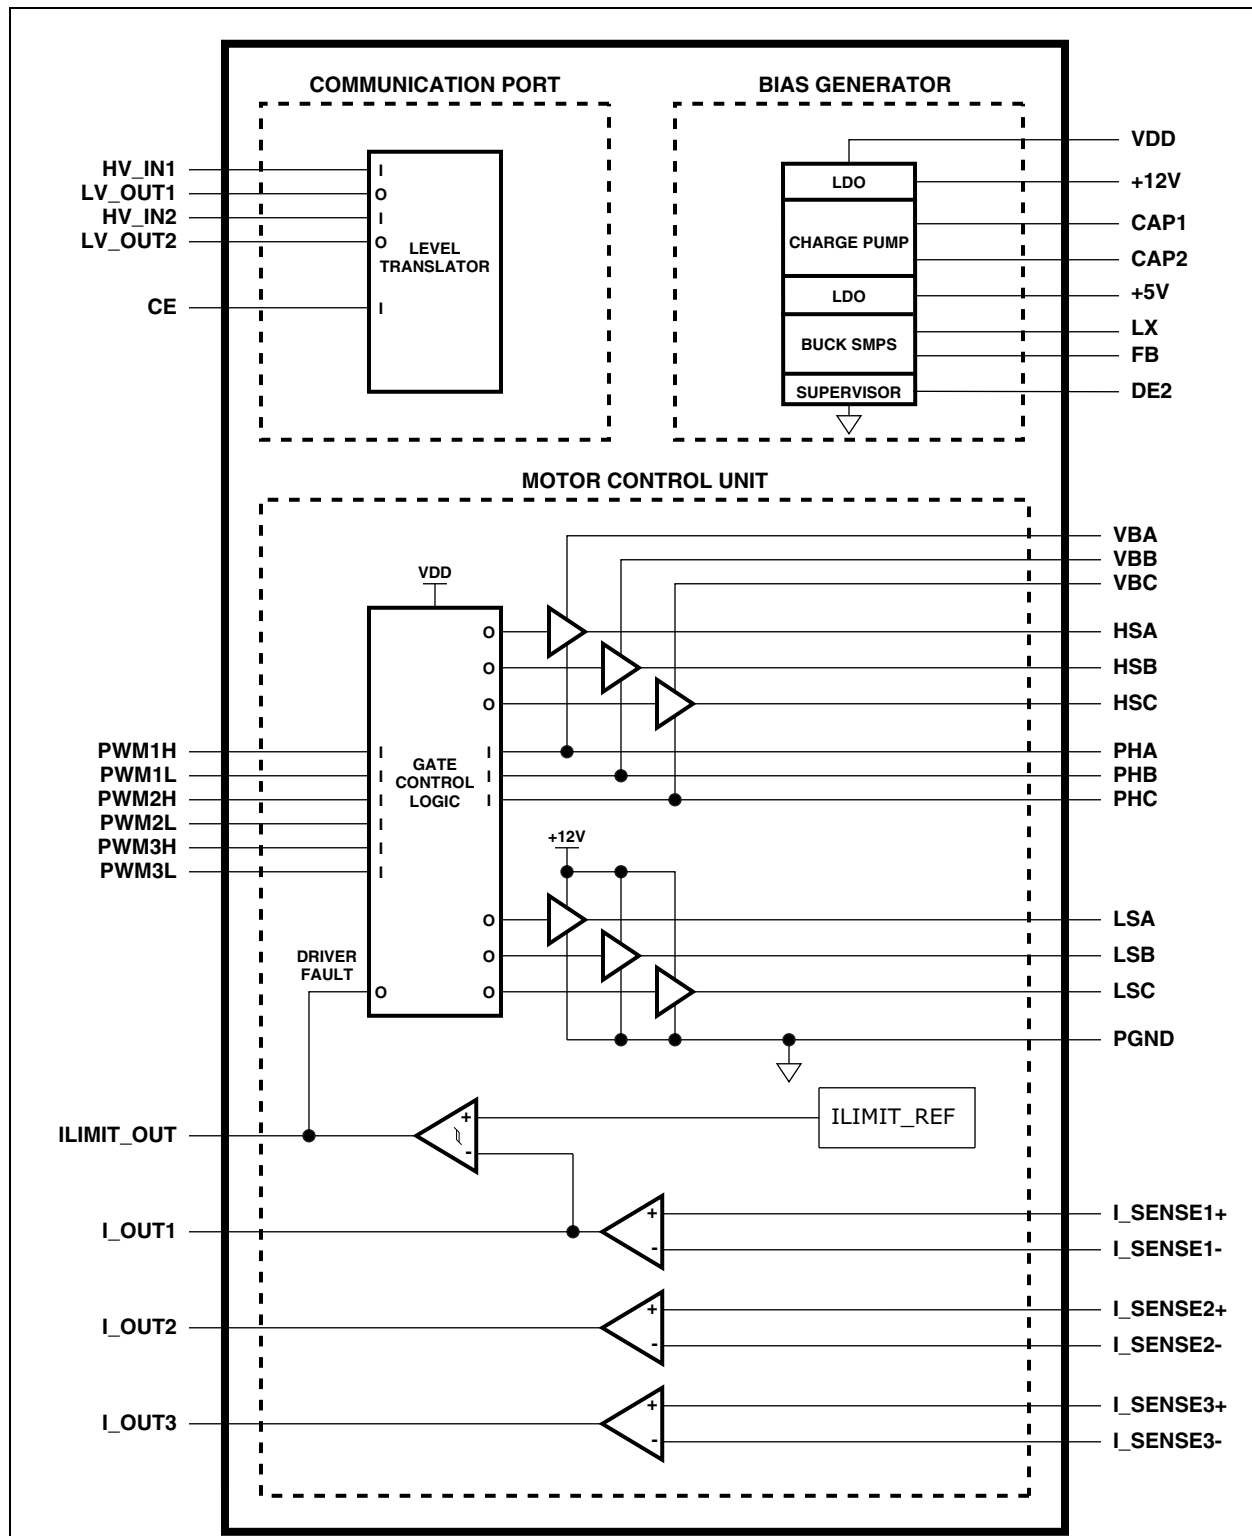 COMMUNICATION PORT
BIAS GENERATOR
HV_IN1
LV_OUT1
HV_IN2
LV_OUT2
CE
I
O
I
O
I
LEVEL
TRANSLATOR
LDO
CHARGE PUMP
LDO
BUCK SMPS
SUPERVISOR
VDD
+12V
CAP1
CAP2
+5V
LX
FB
DE2
MOTOR CONTROL UNIT
VDD
PWM1H
PWM1L
PWM2H
PWM2L
PWM3H
PWM3L
I
I
I
I
I
I
GATE
CONTROL
LOGIC
O
O
O
I
I
I
O
O
O
DRIVER
FAULT
O
+12V
VBA
VBB
VBC
HSA
HSB
HSC
PHA
PHB
PHC
LSA
LSB
LSC
PGND
ILIMIT_OUT
+
-
ILIMIT_REF
I_OUT1
+
-
I_SENSE1+
I_SENSE1-
I_OUT2
+
-
I_SENSE2+
I_SENSE2-
I_OUT3
+
-
I_SENSE3+
I_SENSE3-